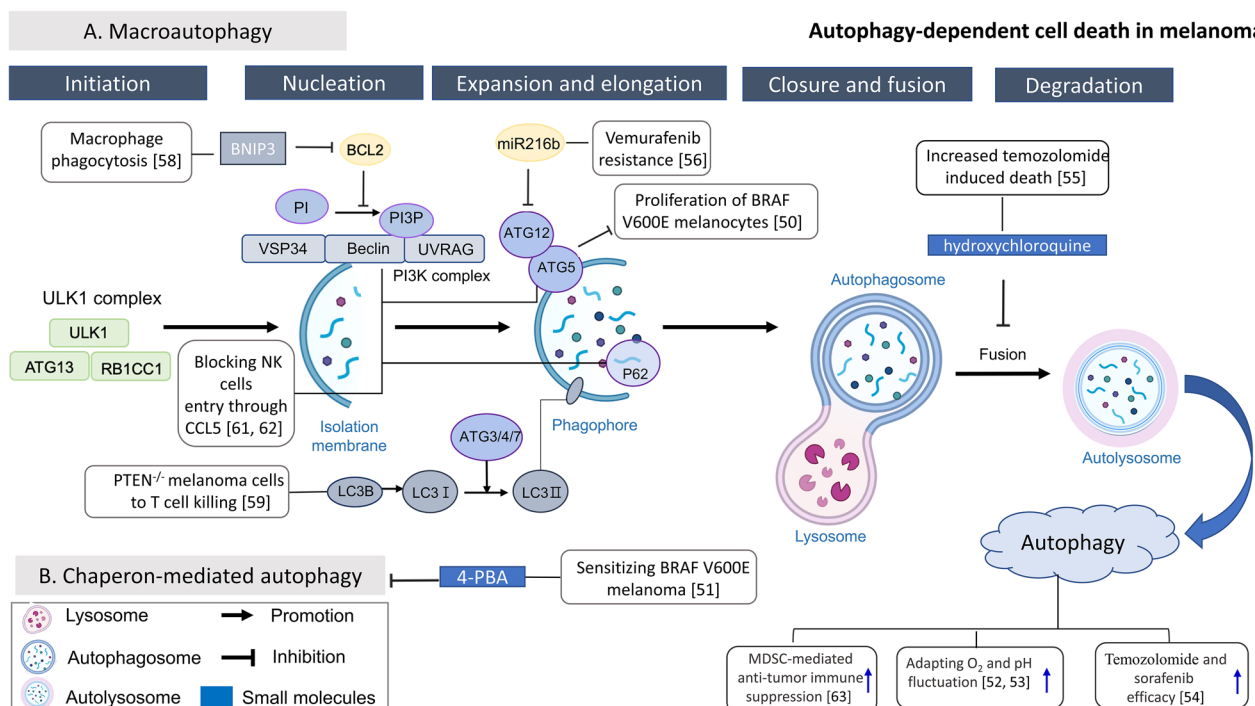 A. Macroautophagy
Autophagy-dependent cell death in melanoma
Initiation
Nucleation
Expansion and elongation
Closure and fusion
Degradation
Macrophage
phagocytosis [58]
BNIP3
BCL2
miR216b
Vemurafenib
resistance [56]
Increased temozolomide
induced death [55]
PI
PI3P
ATG12
ATG5
Proliferation of BRAF
V600E melanocytes [50]
VSP34
Beclin
UVRAG
PI3K complex
hydroxychloroquine
Autophagosome
ULK1 complex
ULK1
ATG13
RB1CC1
Blocking NK
cells
entry through
CCL5 [61, 62]
Isolation
membrane
P62
Phagophore
Fusion
Autolysosome
Lysosome
ATG3/4/7
PTEN-/- melanoma cells
to T cell killing [59]
LC3B
LC3 I
LC3 II
Autophagy
B. Chaperon-mediated autophagy
4-PBA
Sensitizing BRAF V600E
melanoma [51]
Lysosome
Promotion
Autophagosome
Inhibition
Autolysosome
Small molecules
MDSC-mediated
anti-tumor immune
suppression [63]
Adapting O2 and pH
fluctuation [52, 53]
Temozolomide and
sorafenib
efficacy [54]